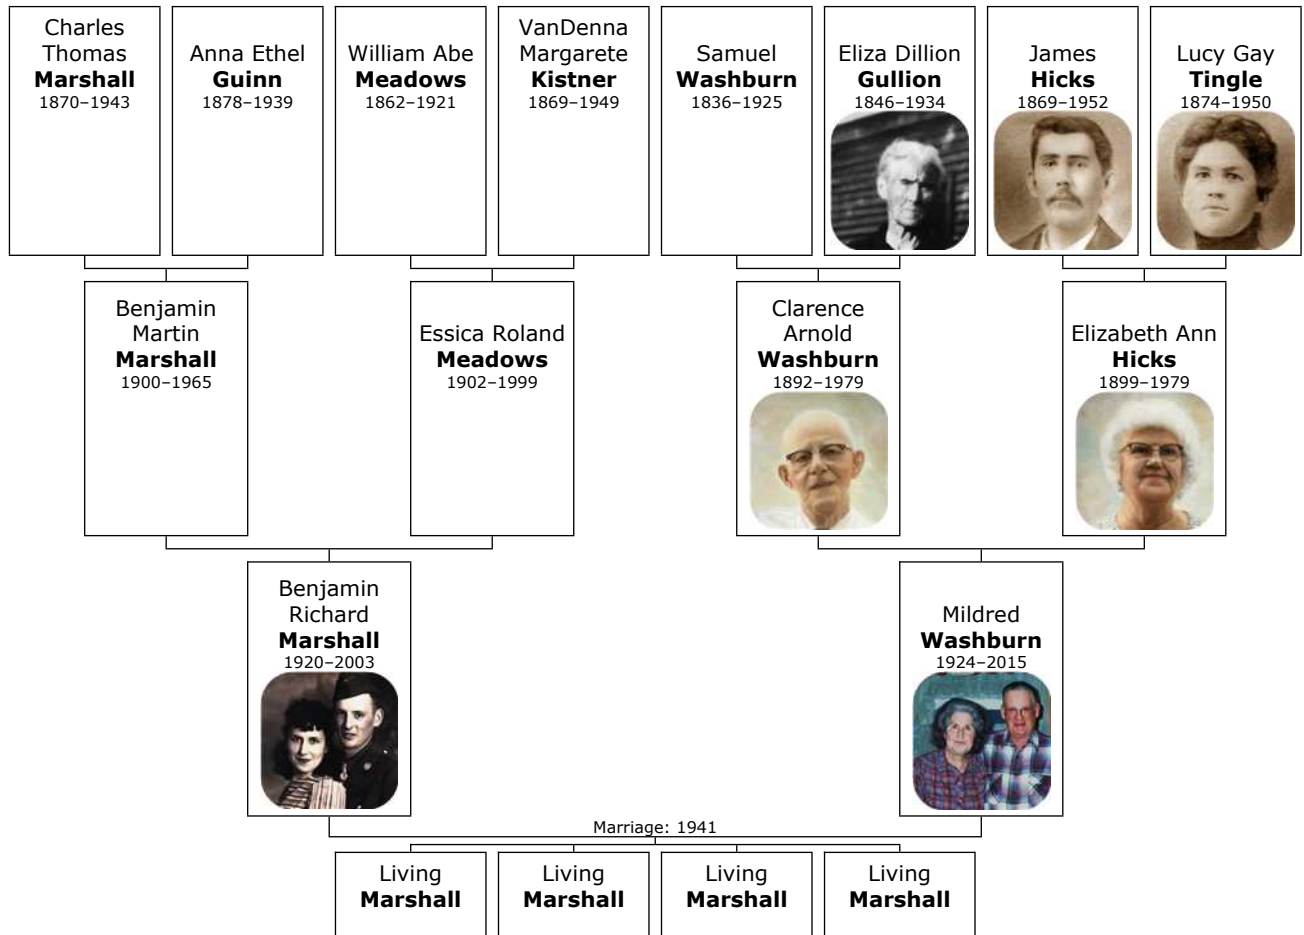 Charles
Thomas
Marshall
1870–1943
Anna Ethel
Guinn
1878–1939
William Abe
Meadows
1862–1921
VanDenna
Margarete
Kistner
1869–1949
Samuel
Washburn
1836–1925
Eliza Dillion
Gullion
1846–1934
James
Hicks
1869–1952
Lucy Gay
Tingle
1874–1950
Benjamin
Martin
Marshall
1900–1965
Essica Roland
Meadows
1902–1999
Clarence
Arnold
Washburn
1892–1979
Elizabeth Ann
Hicks
1899–1979
Benjamin
Richard
Marshall
1920–2003
Mildred
Washburn
1924–2015
Marriage: 1941
Living
Marshall
Living
Marshall
Living
Marshall
Living
Marshall